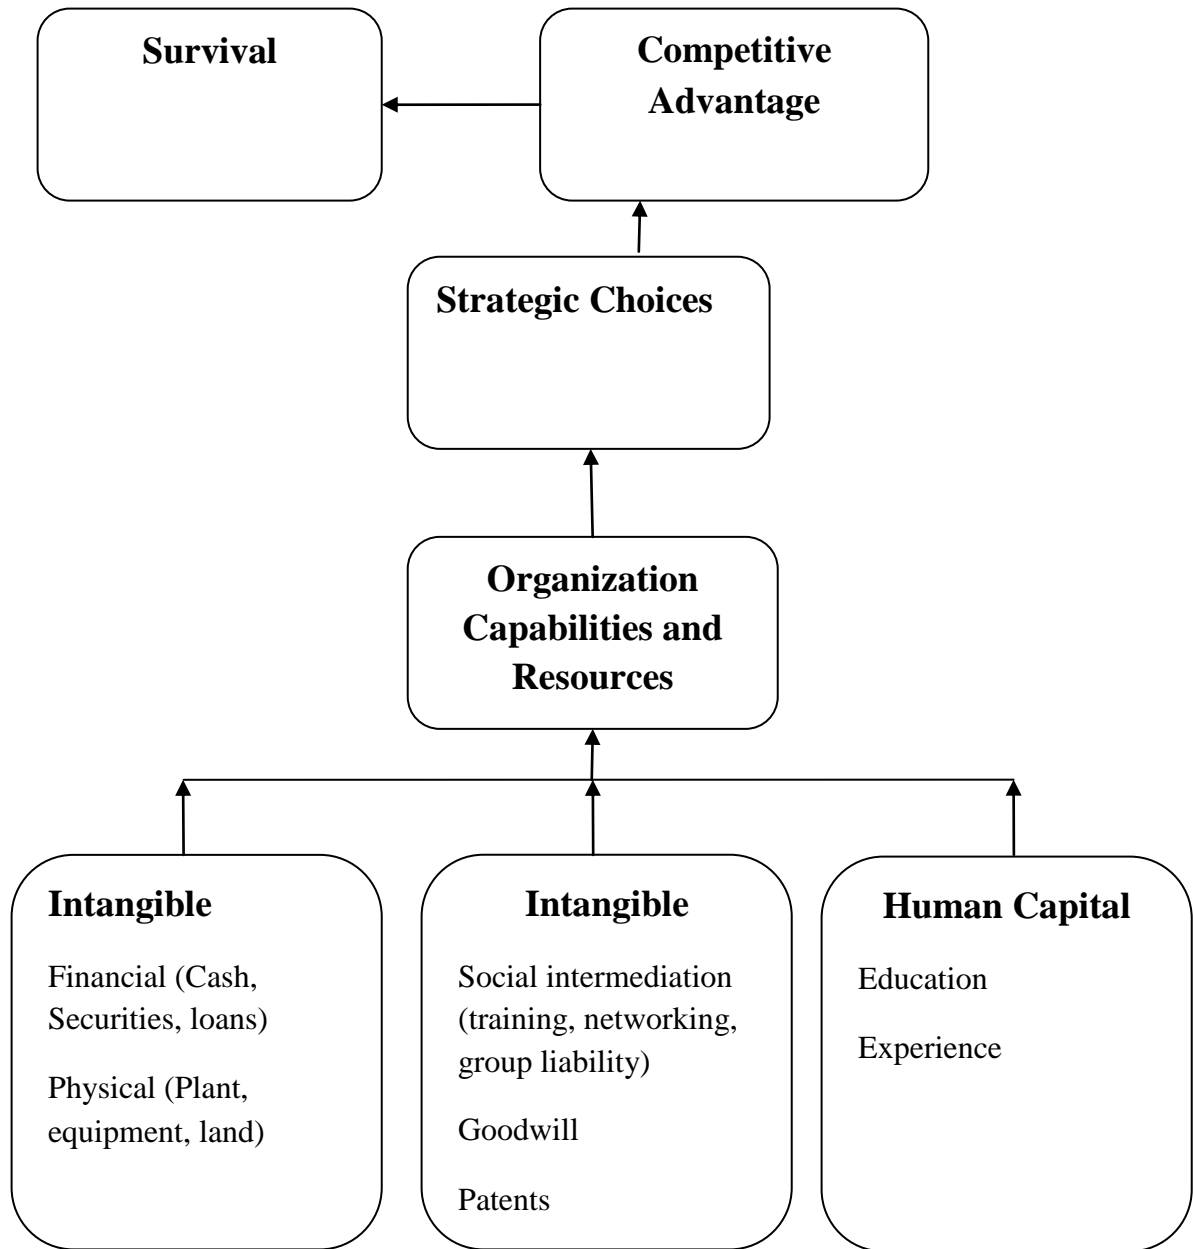 Survival
Competitive
Advantage
Strategic Choices
Organization
Capabilities and
Resources
Intangible
Financial (Cash,
Securities, loans)
Physical (Plant,
equipment, land)
Intangible
Social intermediation
(training, networking,
group liability)
Goodwill
Patents
Human Capital
Education
Experience